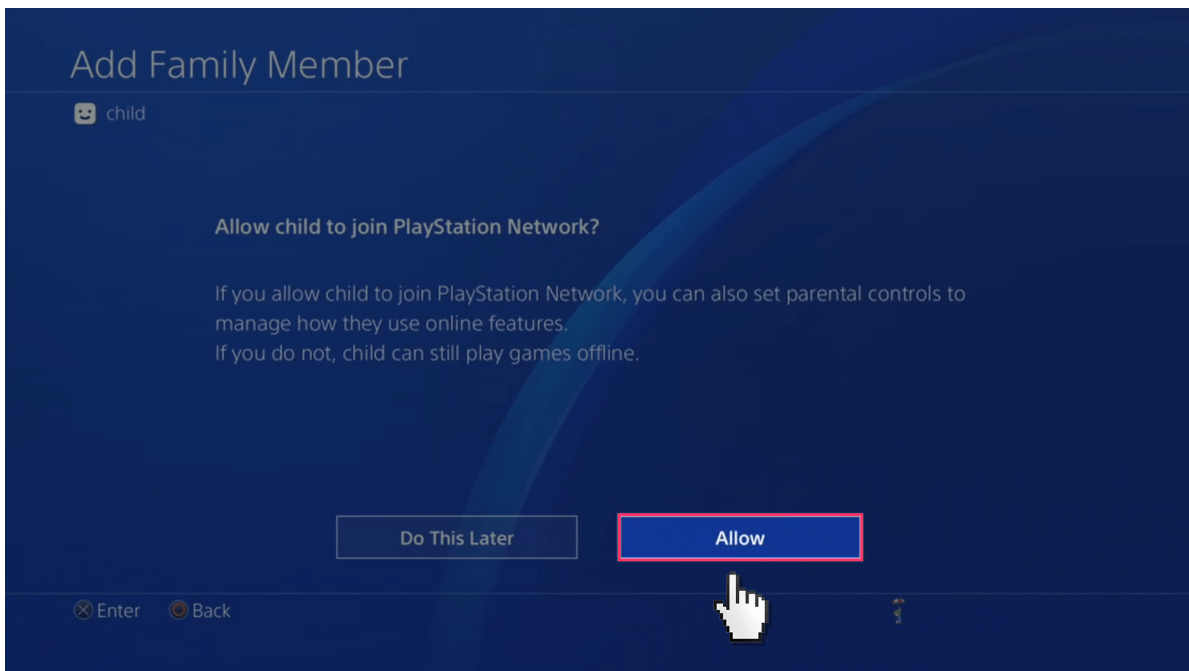 Add Family Member
child
Allow child to join PlayStation Network?
If you allow child to join PlayStation Network, you can also set parental controls to
manage how they use online features.
If you do not, child can still play games offline.
Do This Later
Allow
Enter Back